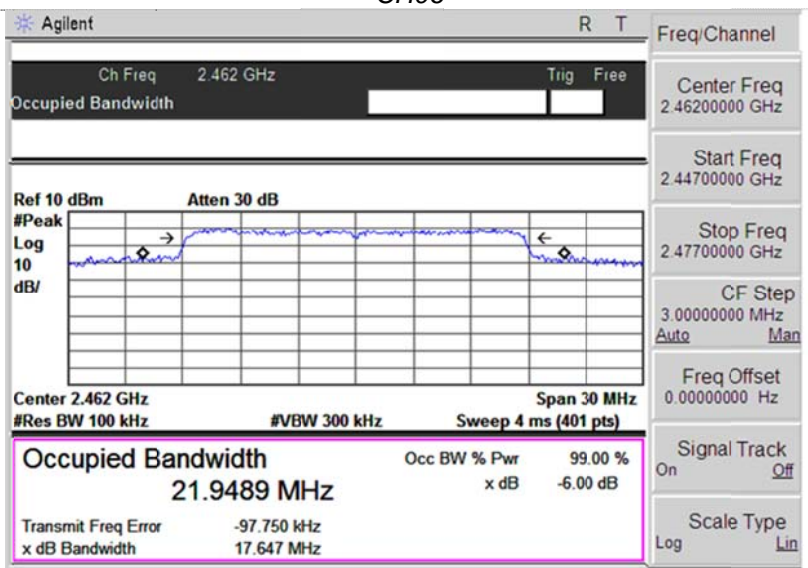 Agilent R T
Ch Freq 2.462 GHz Trig Free
Occupied Bandwidth
Ref 10 dBm Atten 30 dB
#Peak
Log
10
dB/
Center 2.462 GHz Span 30 MHz
#Res BW 100 kHz #VBW 300 kHz Sweep 4 ms (401 pts)
Occupied Bandwidth Occ BW % Pwr 99.00 %
21.9489 MHz x dB -6.00 dB
Transmit Freq Error -97.750 kHz
x dB Bandwidth 17.647 MHz
Freq/Channel
Center Freq
2.46200000 GHz
Start Freq
2.44700000 GHz
Stop Freq
2.47700000 GHz
CF Step
3.00000000 MHz
Auto Man
Freq Offset
0.00000000 Hz
Signal Track
On Off
Scale Type
Log Lin